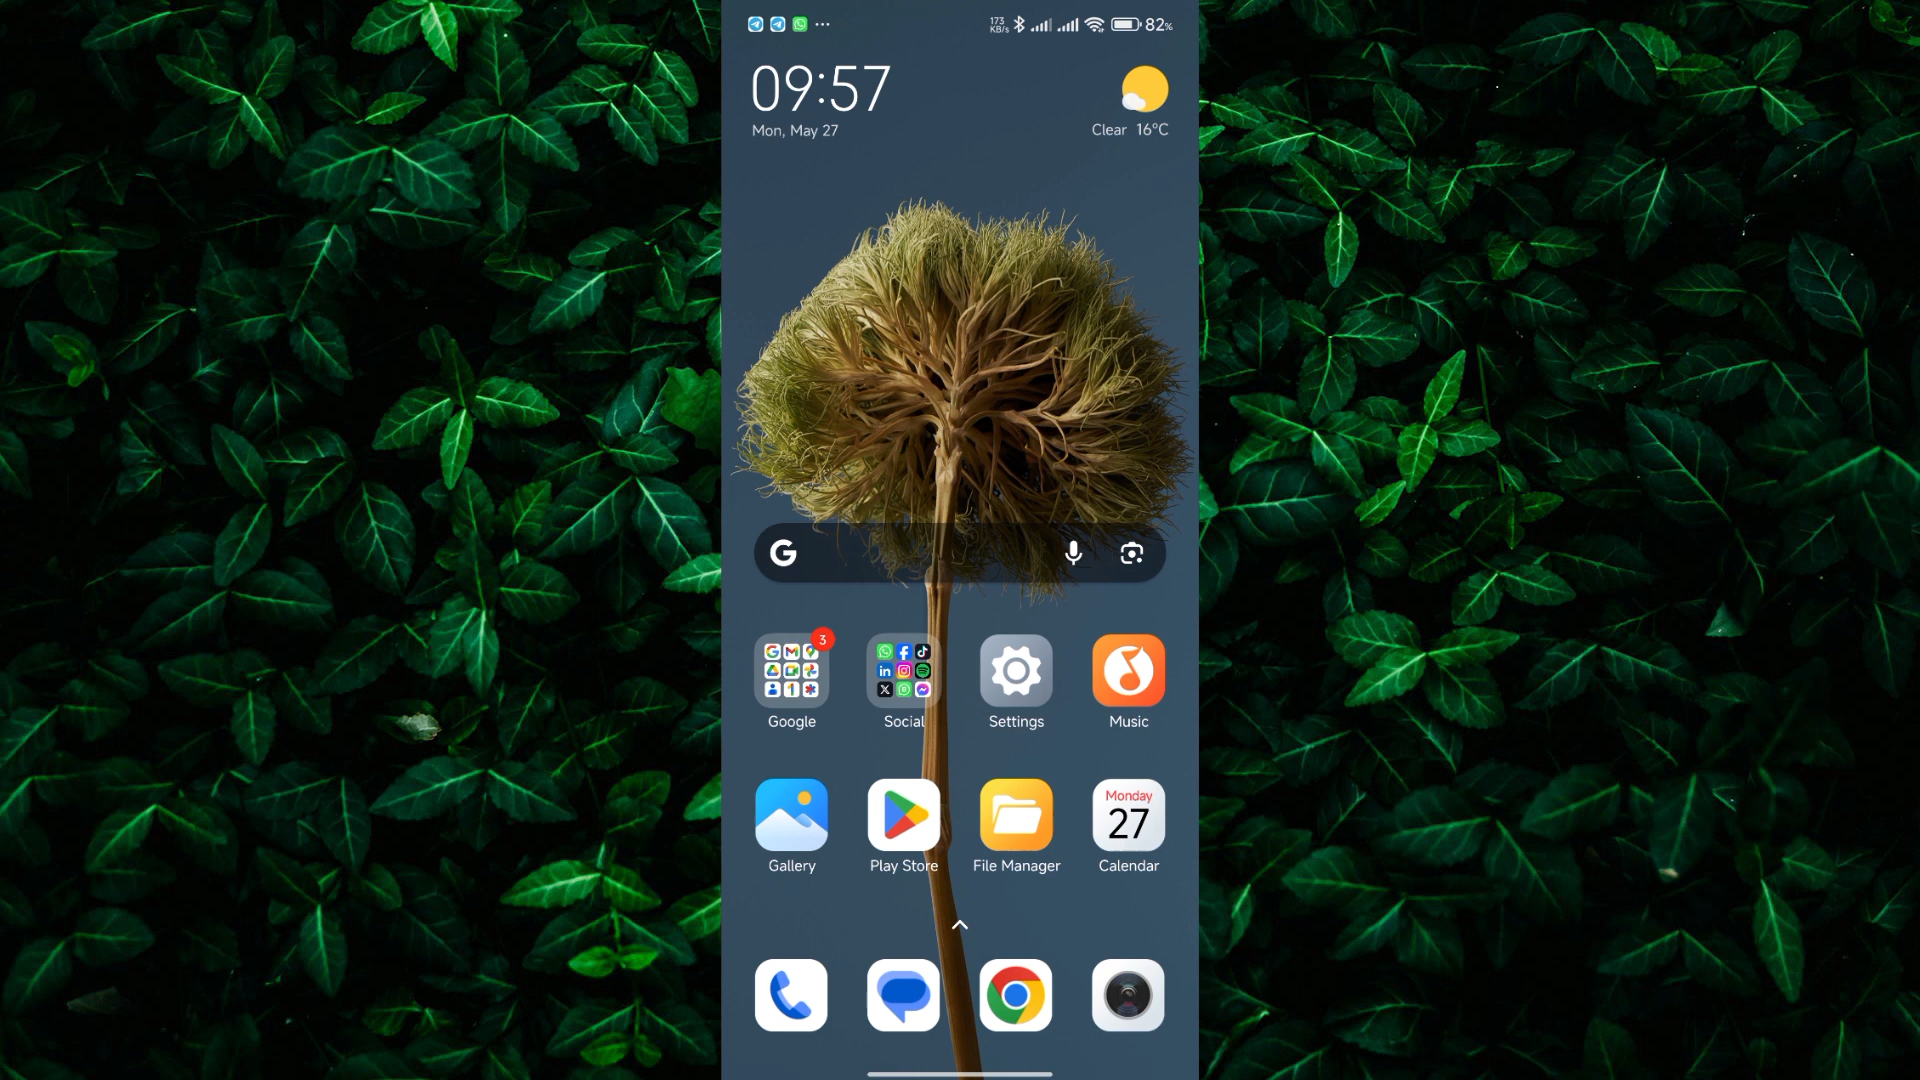 173 KB/s 82%
09:57
Mon, May 27
Clear 16°C
G
3
Google Social Settings Music
Monday
27
Gallery Play Store File Manager Calendar